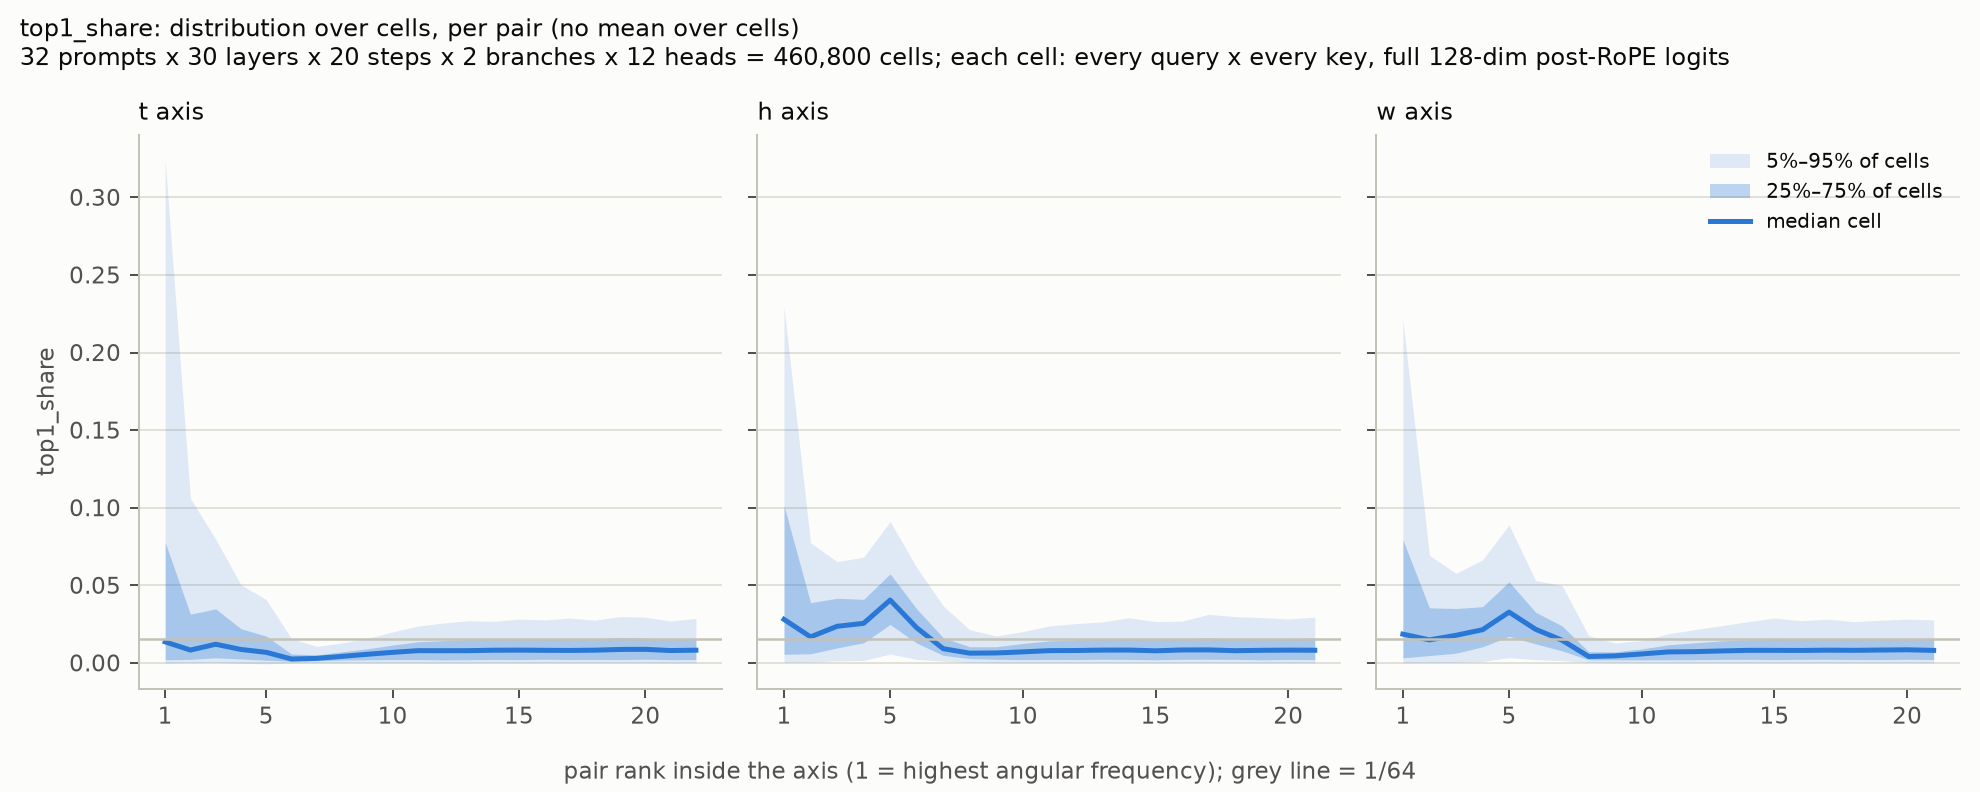 top1_share: distribution over cells, per pair (no mean over cells)
32 prompts x 30 layers x 20 steps x 2 branches x 12 heads = 460,800 cells; each cell: every query x every key, full 128-dim post-RoPE logits
t axis
h axis
w axis
5%–95% of cells
25%–75% of cells
median cell
top1_share
0.30
0.25
0.20
0.15
0.10
0.05
0.00
1 5 10 15 20
1 5 10 15 20
1 5 10 15 20
pair rank inside the axis (1 = highest angular frequency); grey line = 1/64